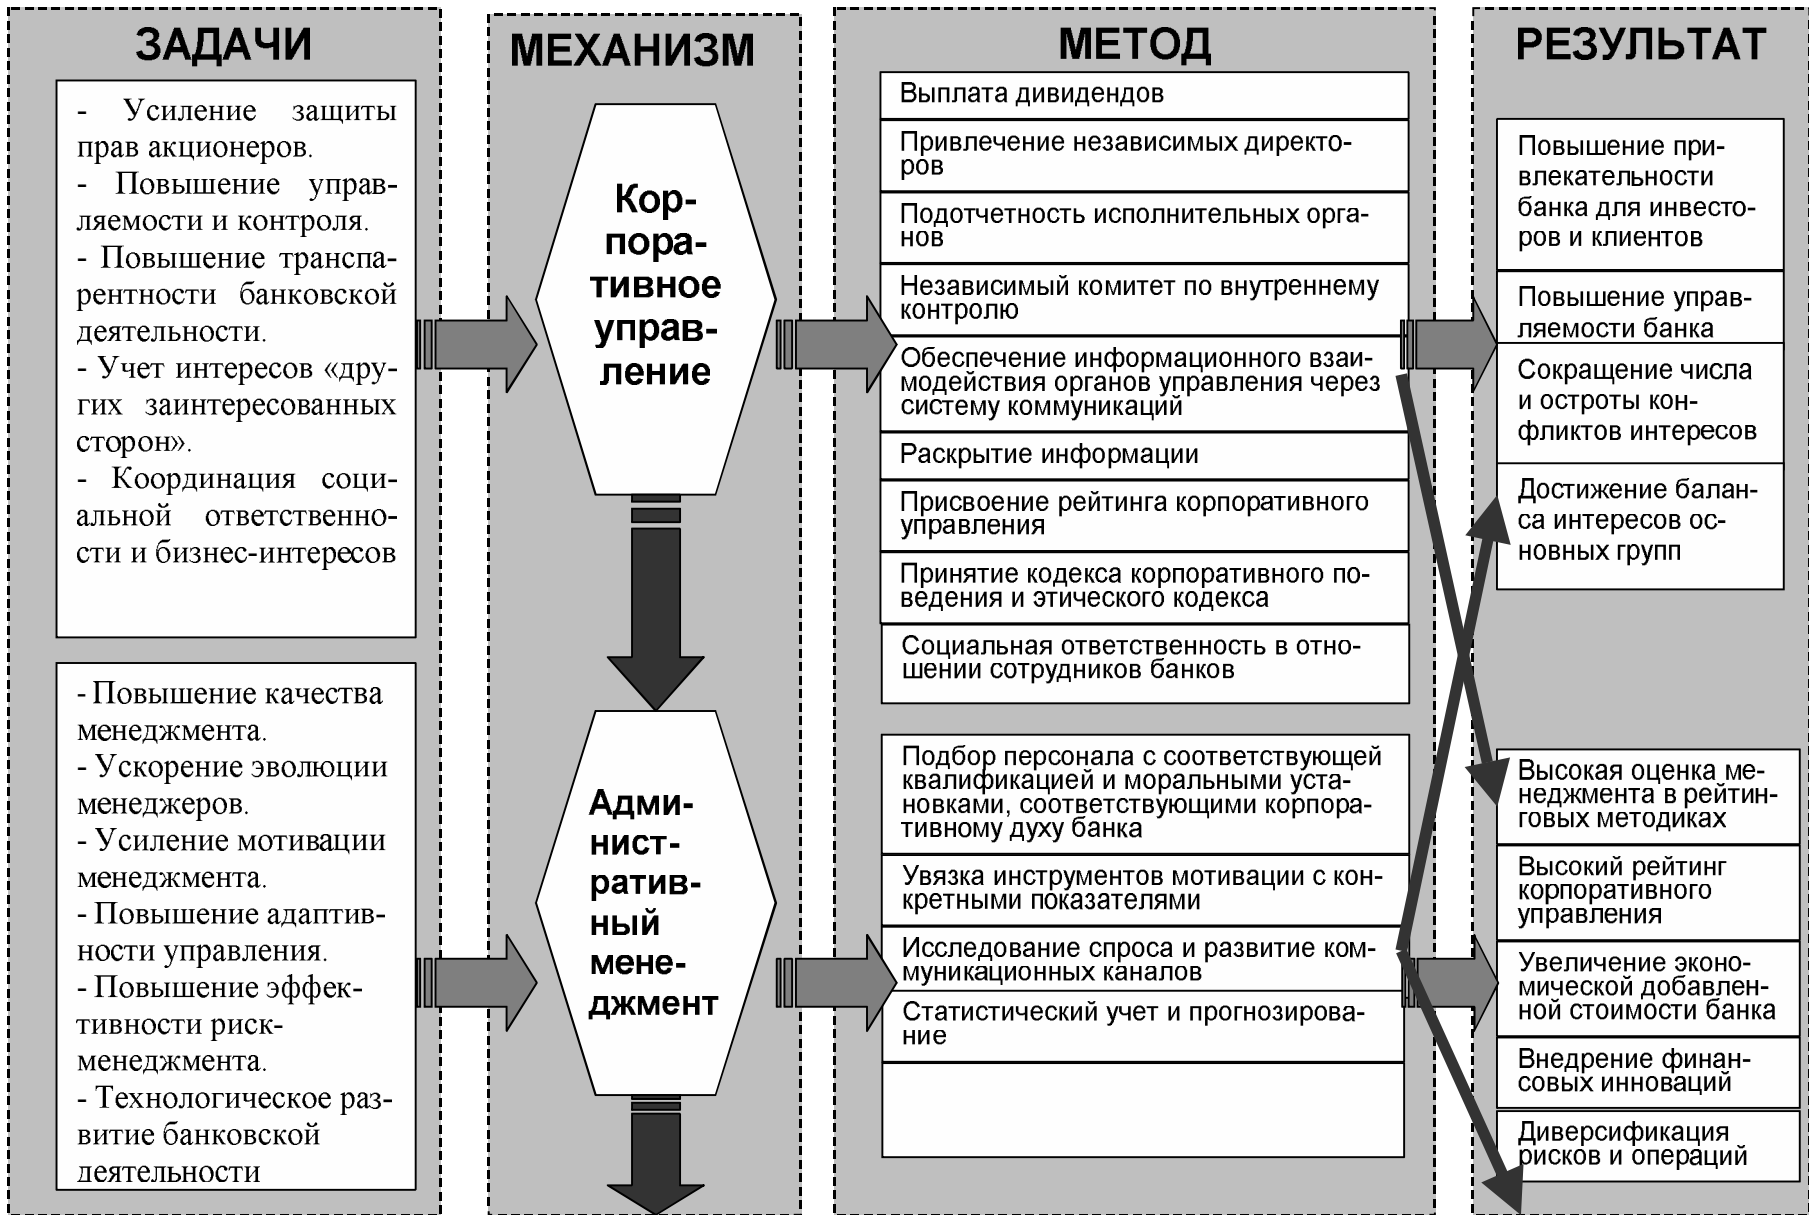 ЗАДАЧИ
- Усиление защиты
прав акционеров.
- Повышение управ-
ляемости и контроля.
- Повышение транспа-
рентности банковской
деятельности.
- Учет интересов «дру-
гих заинтересованных
сторон».
- Координация соци-
альной ответственно-
сти и бизнес-интересов
- Повышение качества
менеджмента.
- Ускорение эволюции
менеджеров.
- Усиление мотивации
менеджмента.
- Повышение адаптив-
ности управления.
- Повышение эффек-
тивности риск-
менеджмента.
- Технологическое раз-
витие банковской
деятельности
МЕХАНИЗМ
Кор-
пора-
тивное
управ-
ление
Адми-
нист-
ратив-
ный
мене-
джмент
МЕТОД
Выплата дивидендов
Привлечение независимых директо-
ров
Подотчетность исполнительных орга-
нов
Независимый комитет по внутреннему
контролю
Обеспечение информационного взаи-
модействия органов управления через
систему коммуникаций
Раскрытие информации
Присвоение рейтинга корпоративного
управления
Принятие кодекса корпоративного по-
ведения и этического кодекса
Социальная ответственность в отно-
шении сотрудников банков
Подбор персонала с соответствующей
квалификацией и моральными уста-
новками, соответствующими корпора-
тивному духу банка
Увязка инструментов мотивации с кон-
кретными показателями
Исследование спроса и развитие ком-
муникационных каналов
Статистический учет и прогнозирова-
ние
РЕЗУЛЬТАТ
Повышение при-
влекательности
банка для инвесто-
ров и клиентов
Повышение управ-
ляемости банка
Сокращение числа
и остроты кон-
фликтов интересов
Достижение балан-
са интересов ос-
новных групп
Высокая оценка ме-
неджмента в рейтин-
говых методиках
Высокий рейтинг
корпоративного
управления
Увеличение эконо-
мической добавлен-
ной стоимости банка
Внедрение финан-
совых инноваций
Диверсификация
рисков и операций